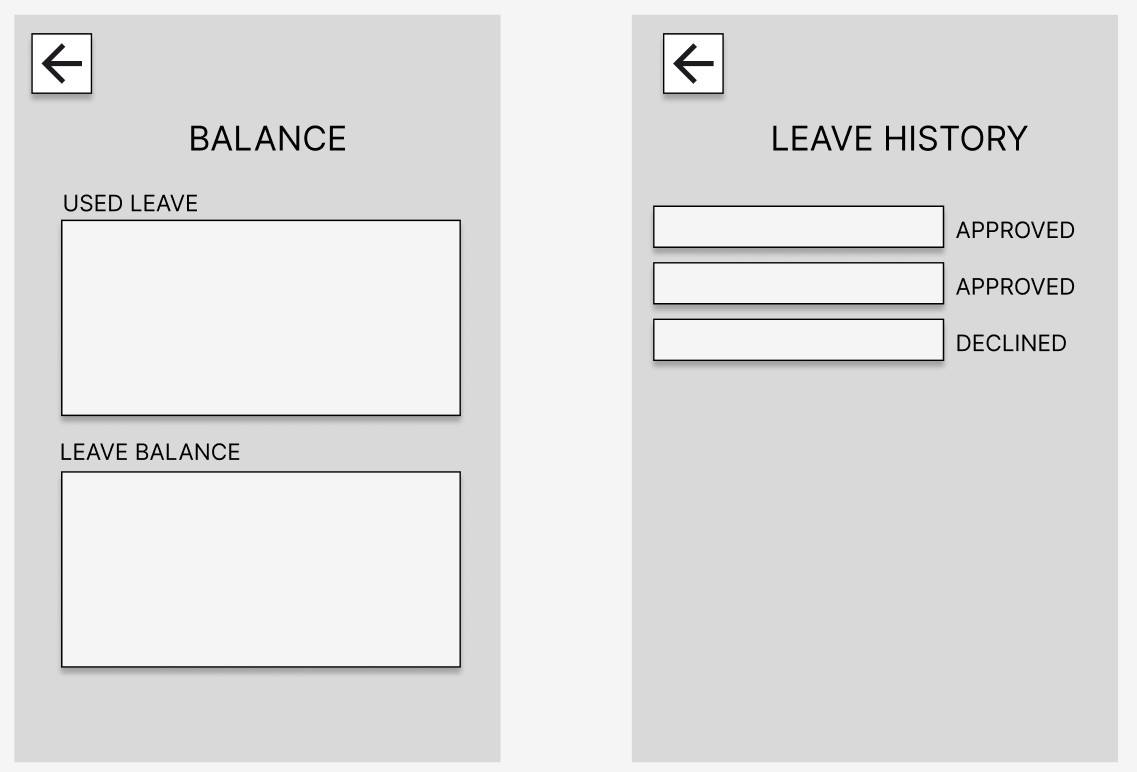 BALANCE
USED LEAVE
LEAVE BALANCE
LEAVE HISTORY
APPROVED
APPROVED
DECLINED